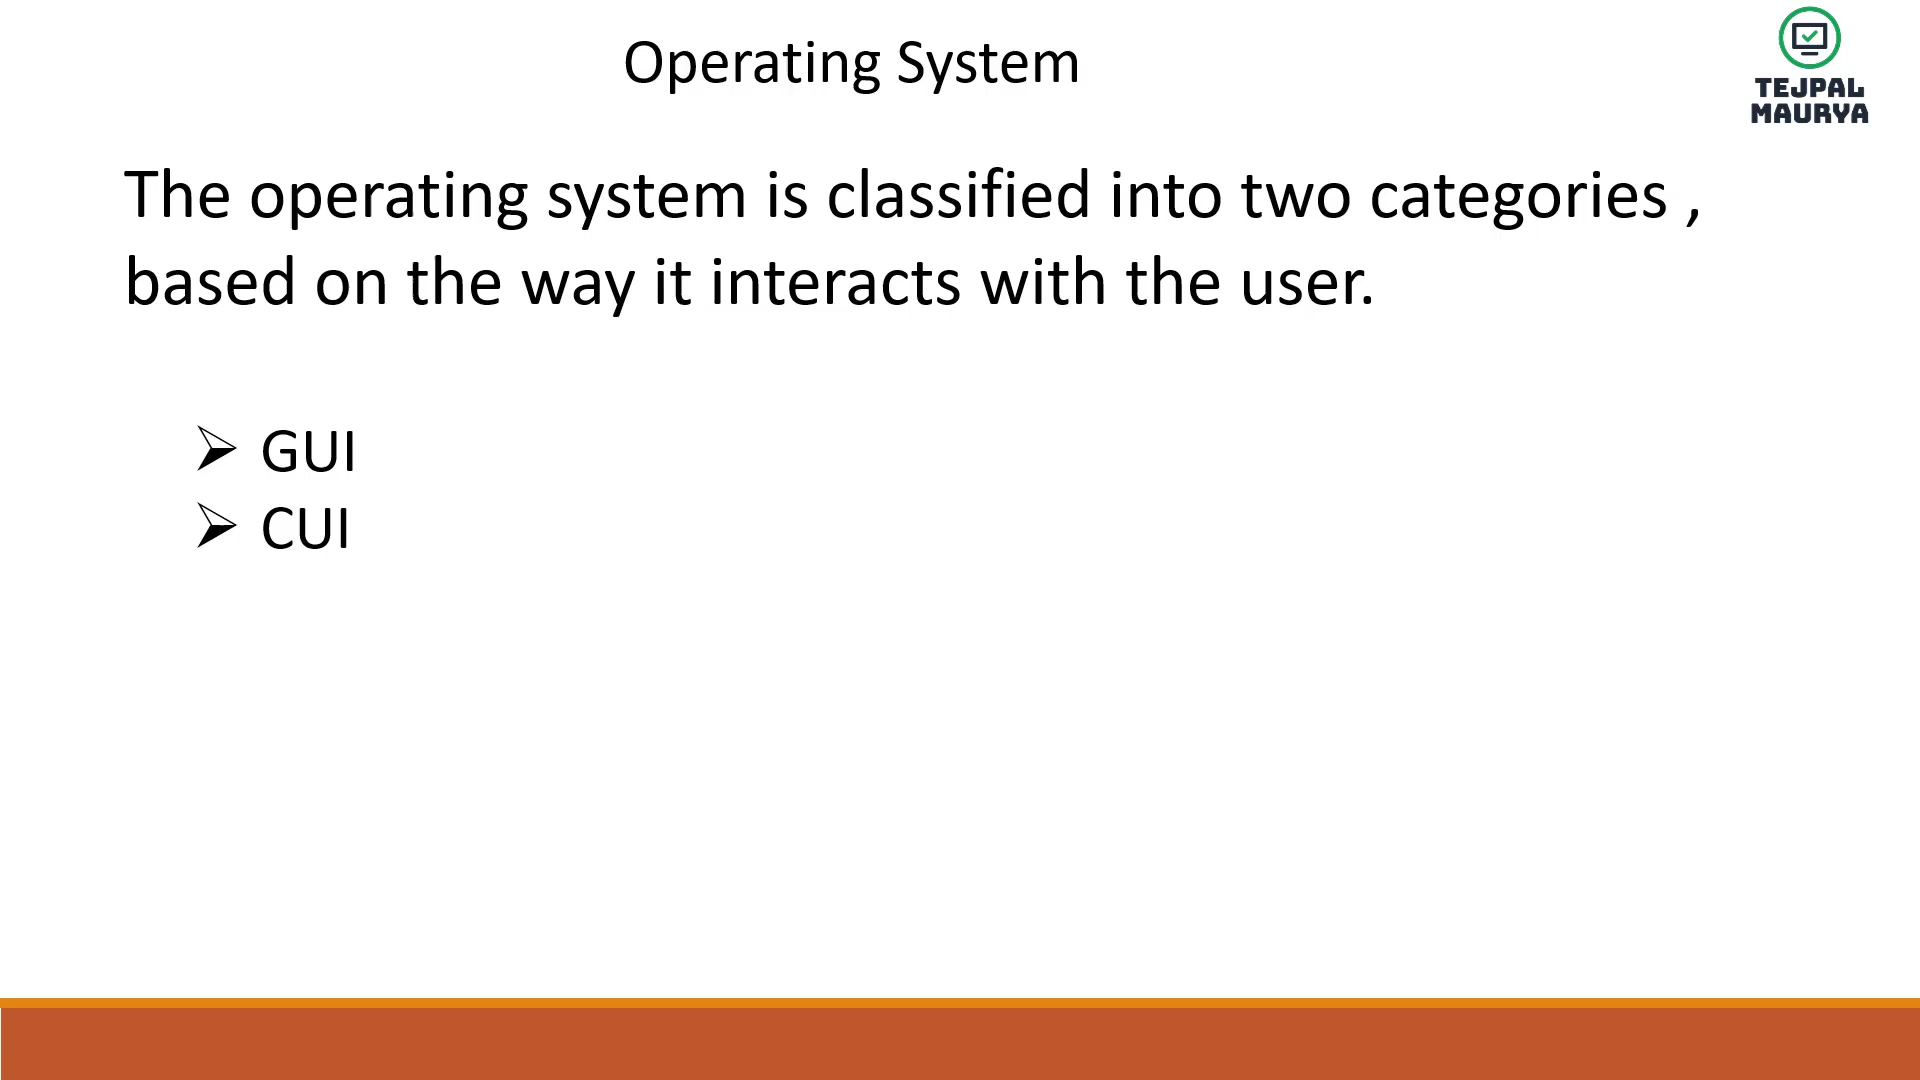 Operating System
TEJPAL
MAURYA
The operating system is classified into two categories ,
based on the way it interacts with the user.
GUI
CUI